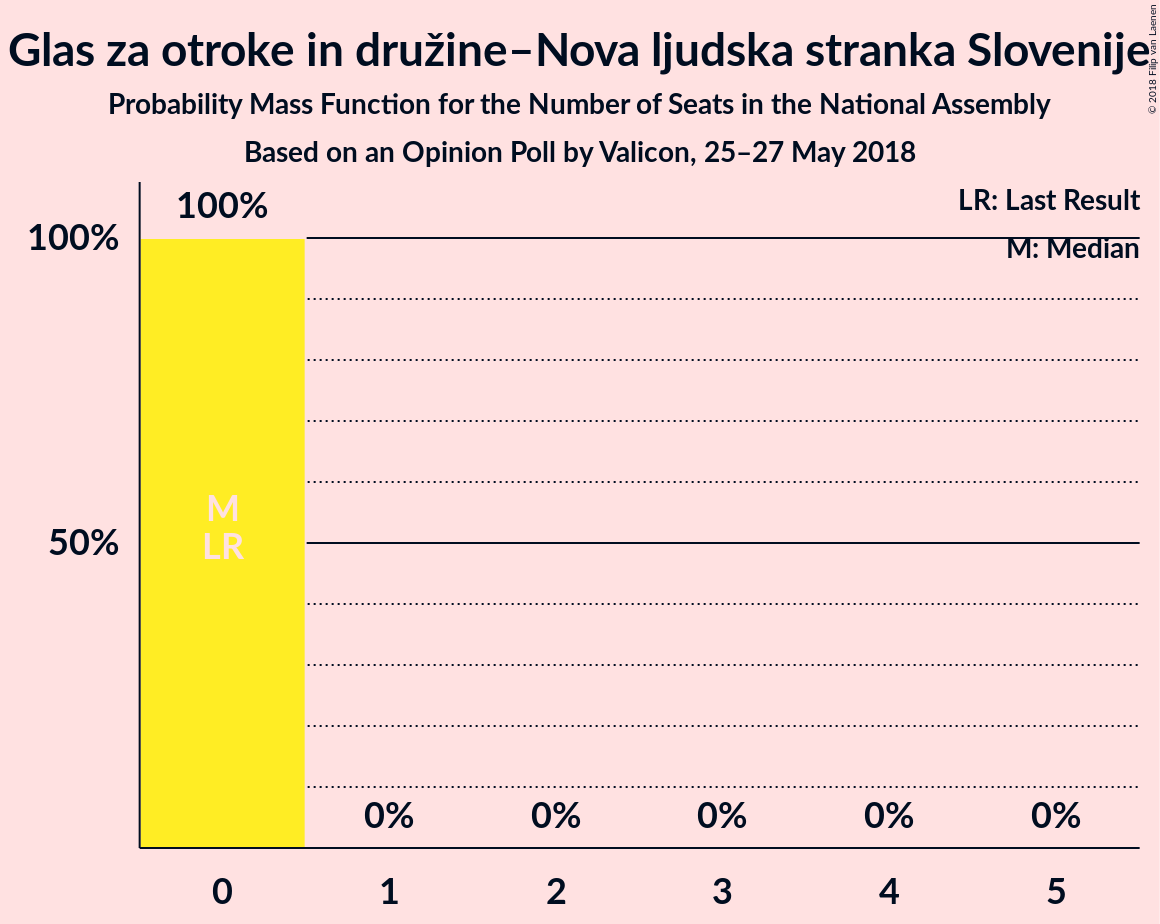 Glas za otroke in družine–Nova ljudska stranka Slovenije
Probability Mass Function for the Number of Seats in the National Assembly
Based on an Opinion Poll by Valicon, 25–27 May 2018
© 2018 Filip van Laenen
LR: Last Result
M: Median
100%
100%
50%
M
LR
0%
0%
0%
0%
0%
0
1
2
3
4
5